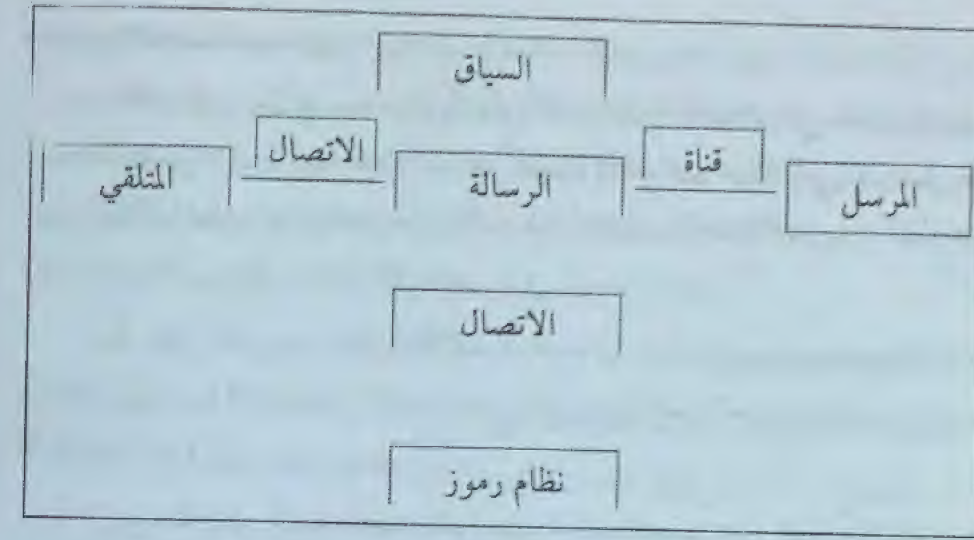 السياق
المرسل
قناة
الرسالة
الاتصال
المتلقي
الاتصال
نظام رموز